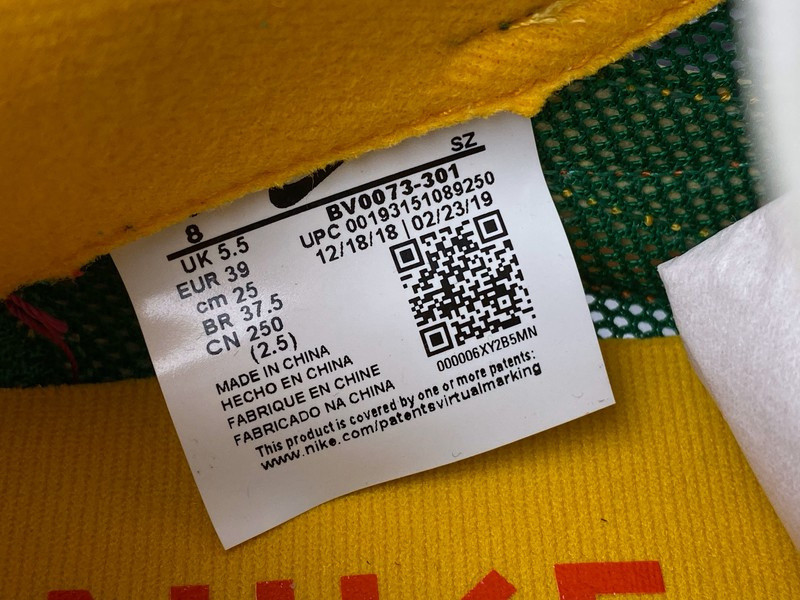 SZ
8
BV0073-301
UPC 00193151089250
12/18/18 | 02/23/19
UK 5.5
EUR 39
cm 25
BR 37.5
CN 250
(2.5)
000006XY2B5MN
MADE IN CHINA
HECHO EN CHINA
FABRIQUE EN CHINE
FABRICADO NA CHINA
This product is covered by one or more patents:
www.nike.com/patentsvirtualmarking
NIKE